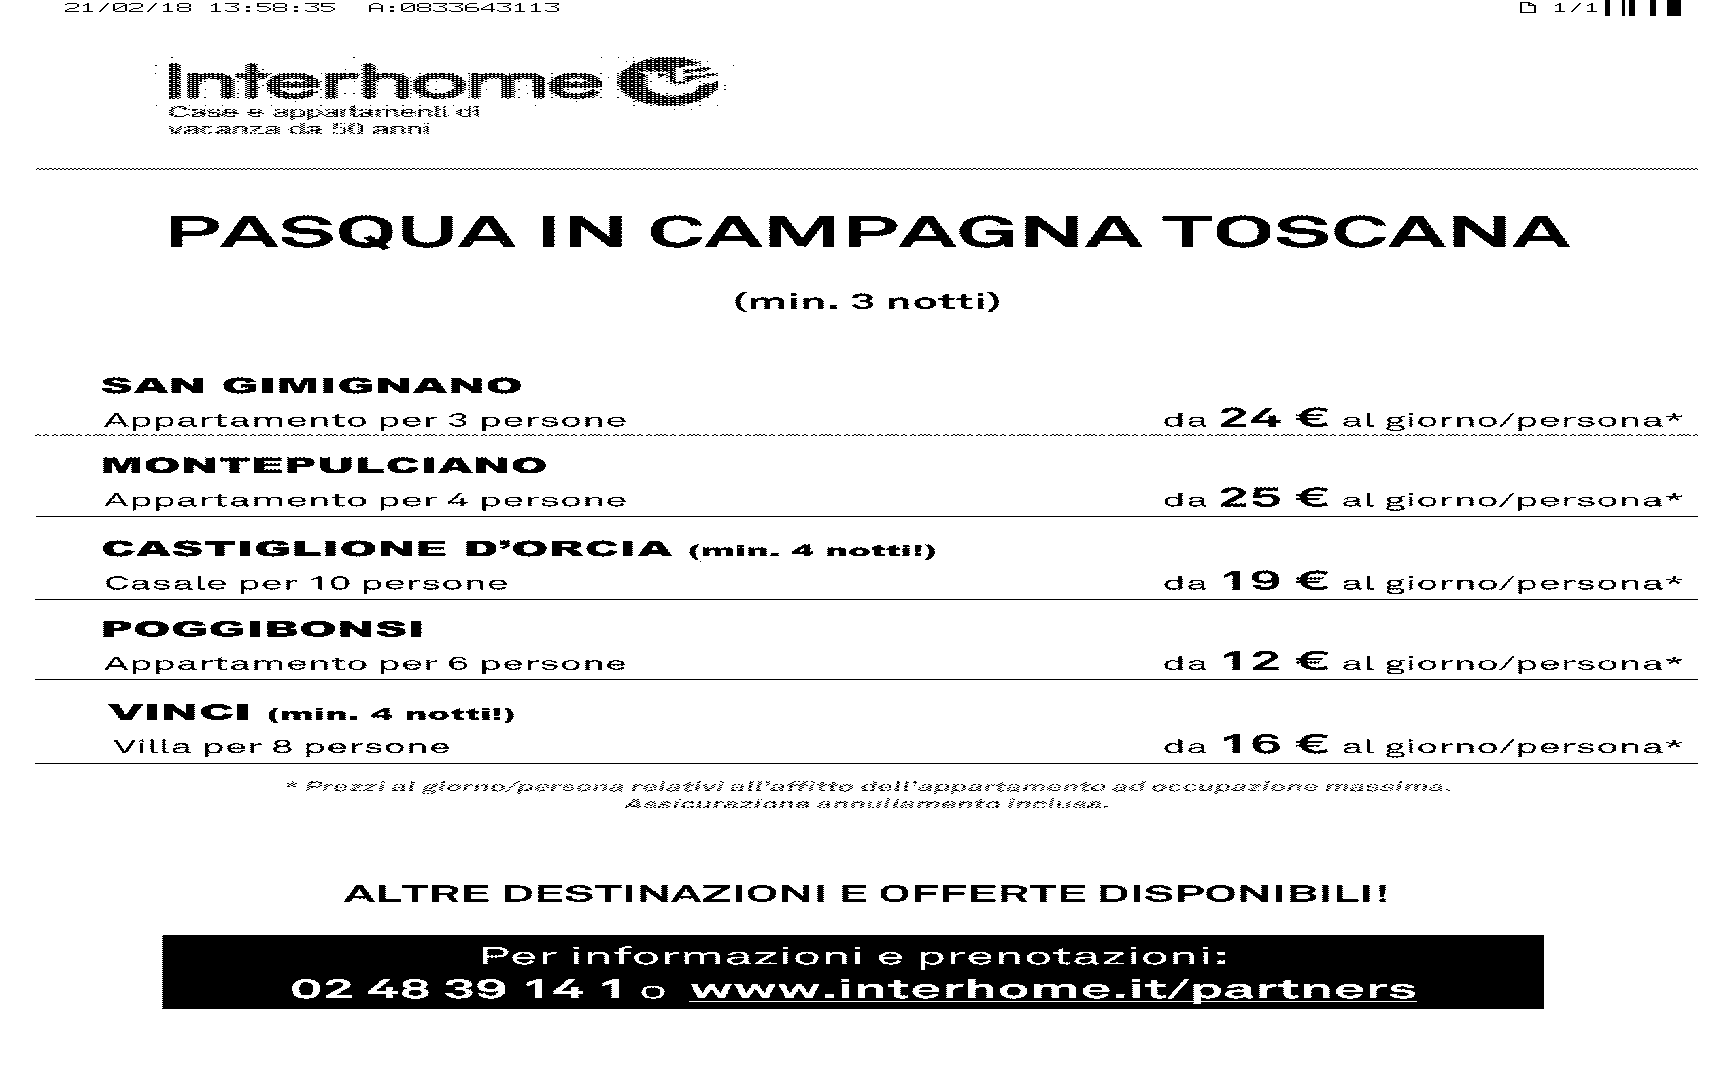 21/02/18 13:58:35 A:0833643113 1/1
Interhome
Case e appartamenti di
vacanza da 50 anni
PASQUA IN CAMPAGNA TOSCANA
(min. 3 notti)
SAN GIMIGNANO
Appartamento per 3 persone da 24 € al giorno/persona*
MONTEPULCIANO
Appartamento per 4 persone da 25 € al giorno/persona*
CASTIGLIONE D'ORCIA (min. 4 notti!)
Casale per 10 persone da 19 € al giorno/persona*
POGGIBONSI
Appartamento per 6 persone da 12 € al giorno/persona*
VINCI (min. 4 notti!)
Villa per 8 persone da 16 € al giorno/persona*
* Prezzi al giorno/persona relativi all'affitto dell'appartamento ad occupazione massima.
Assicurazione annullamento inclusa.
ALTRE DESTINAZIONI E OFFERTE DISPONIBILI!
Per informazioni e prenotazioni:
02 48 39 14 1 o www.interhome.it/partners